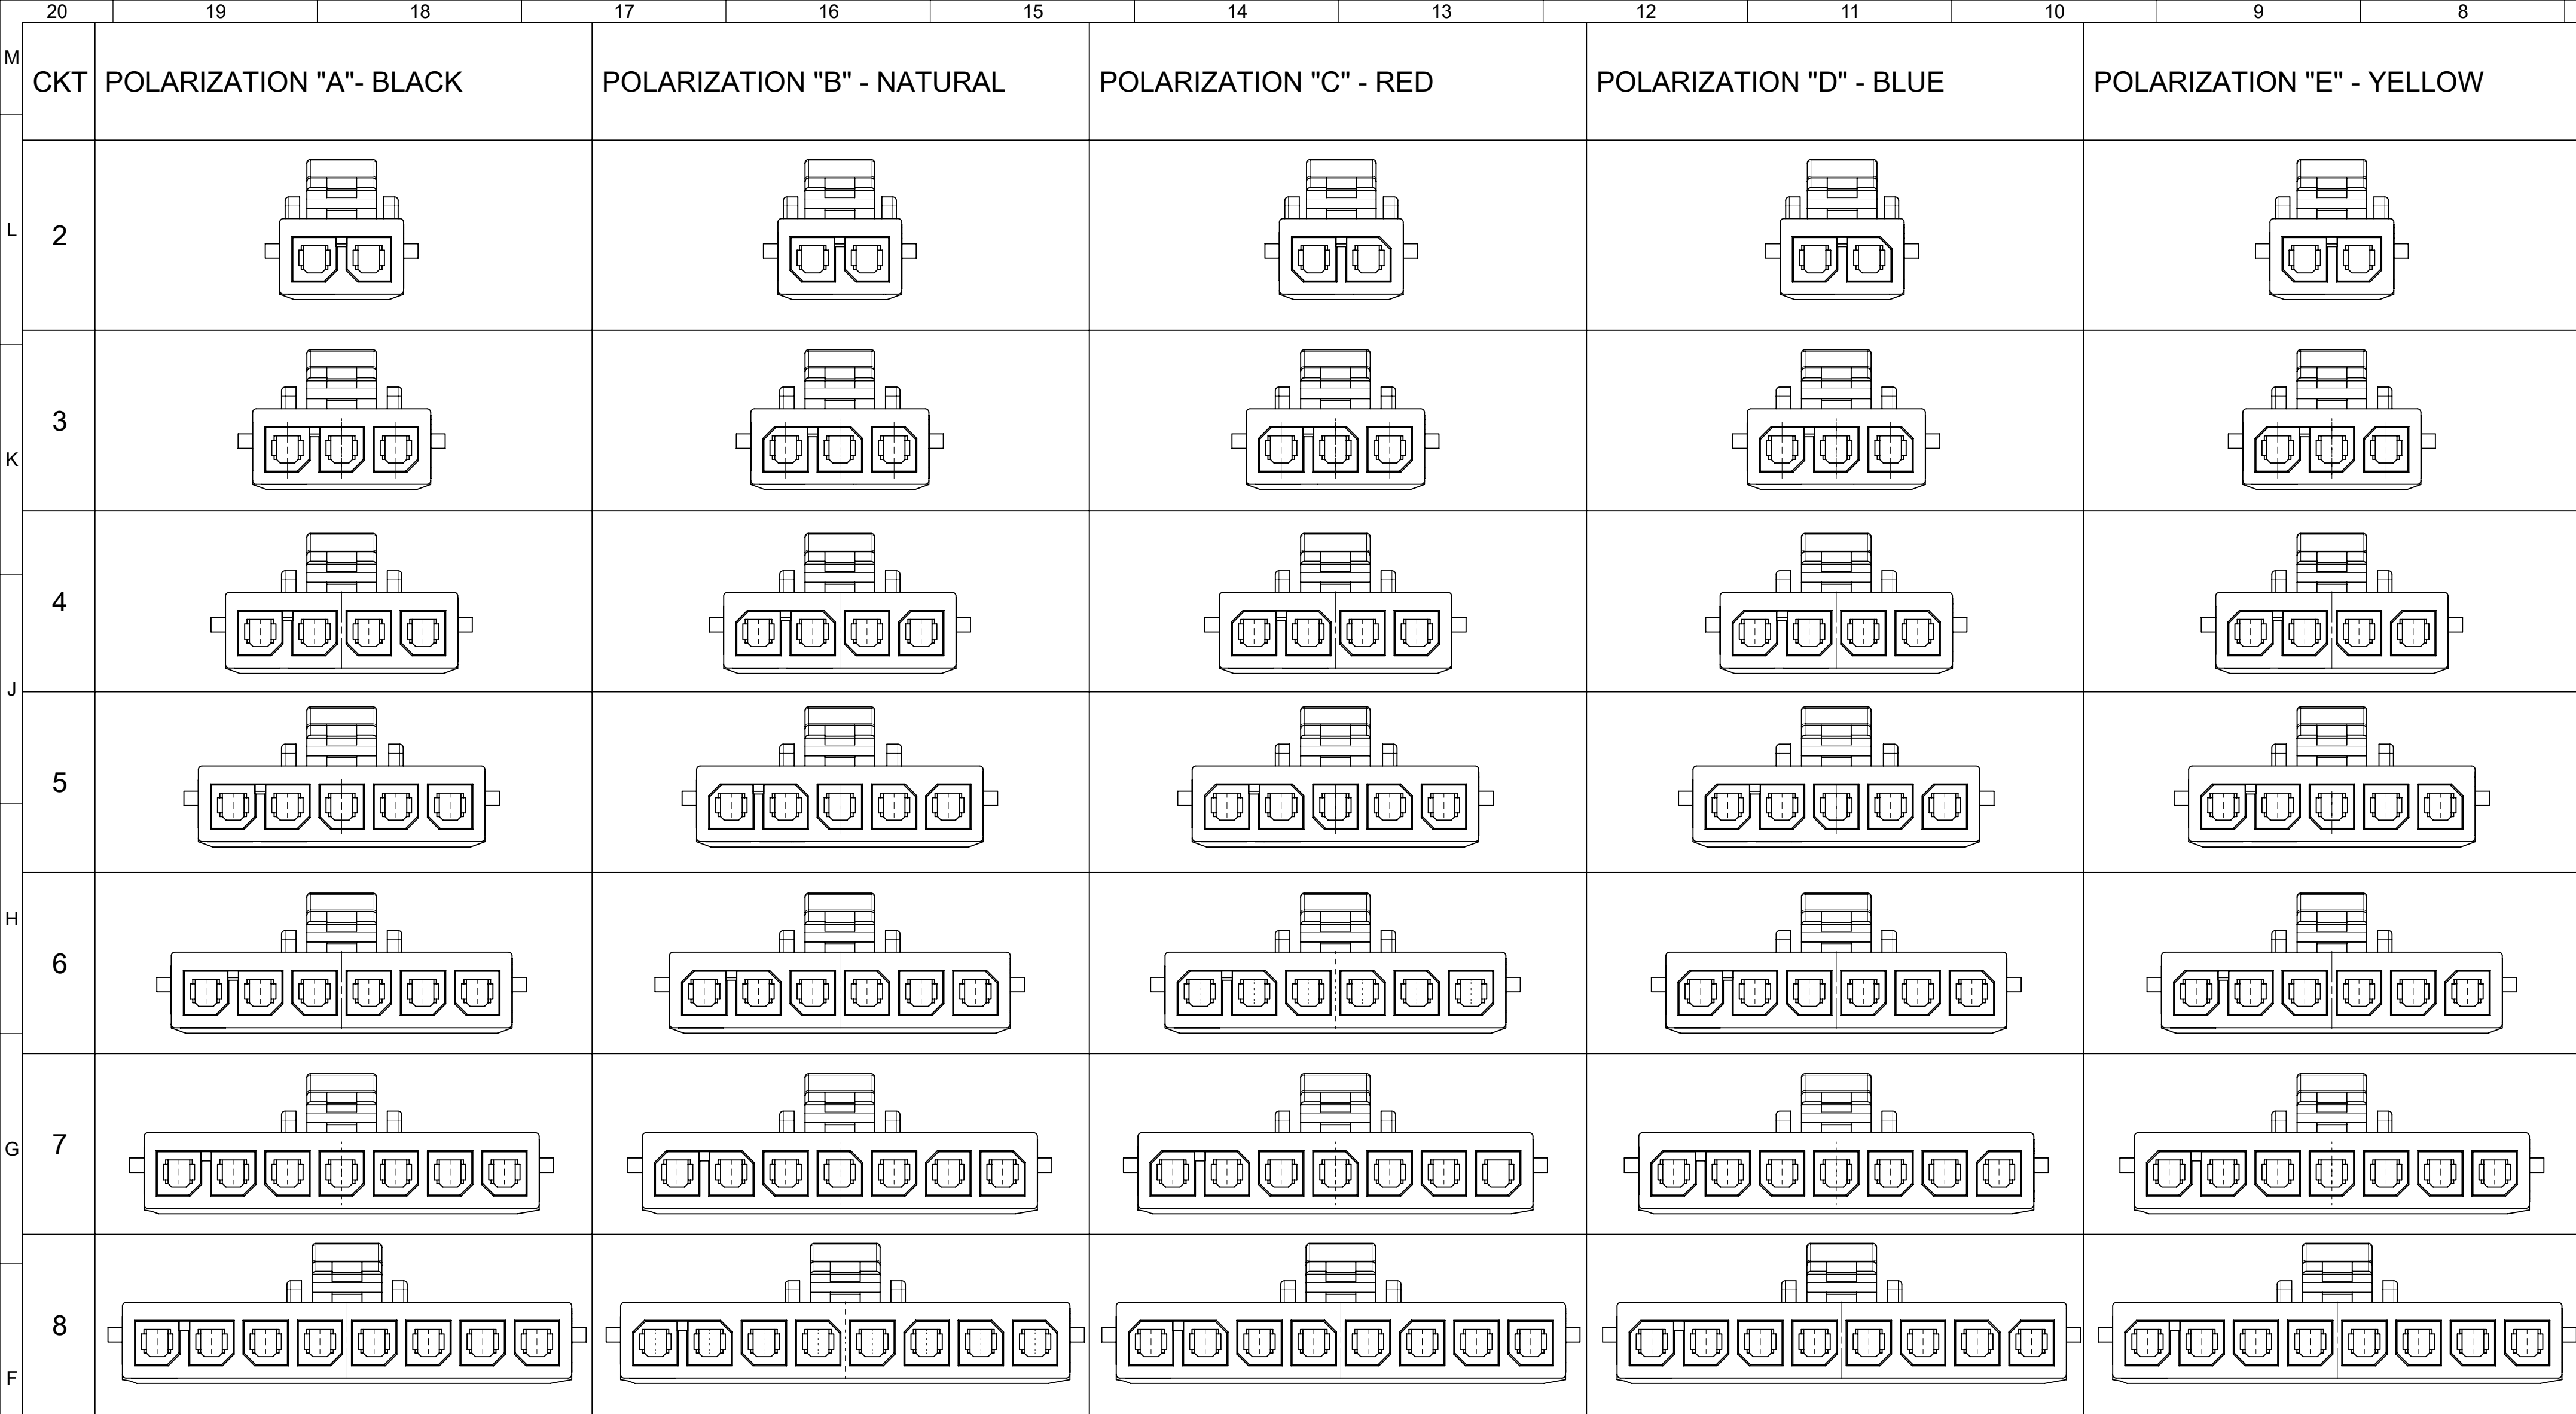 20 19 18 17 16 15 14 13 12 11 10 9 8
M
CKT POLARIZATION "A"- BLACK POLARIZATION "B" - NATURAL POLARIZATION "C" - RED POLARIZATION "D" - BLUE POLARIZATION "E" - YELLOW
L
2
3
K
4
J
5
H
6
G
7
8
F